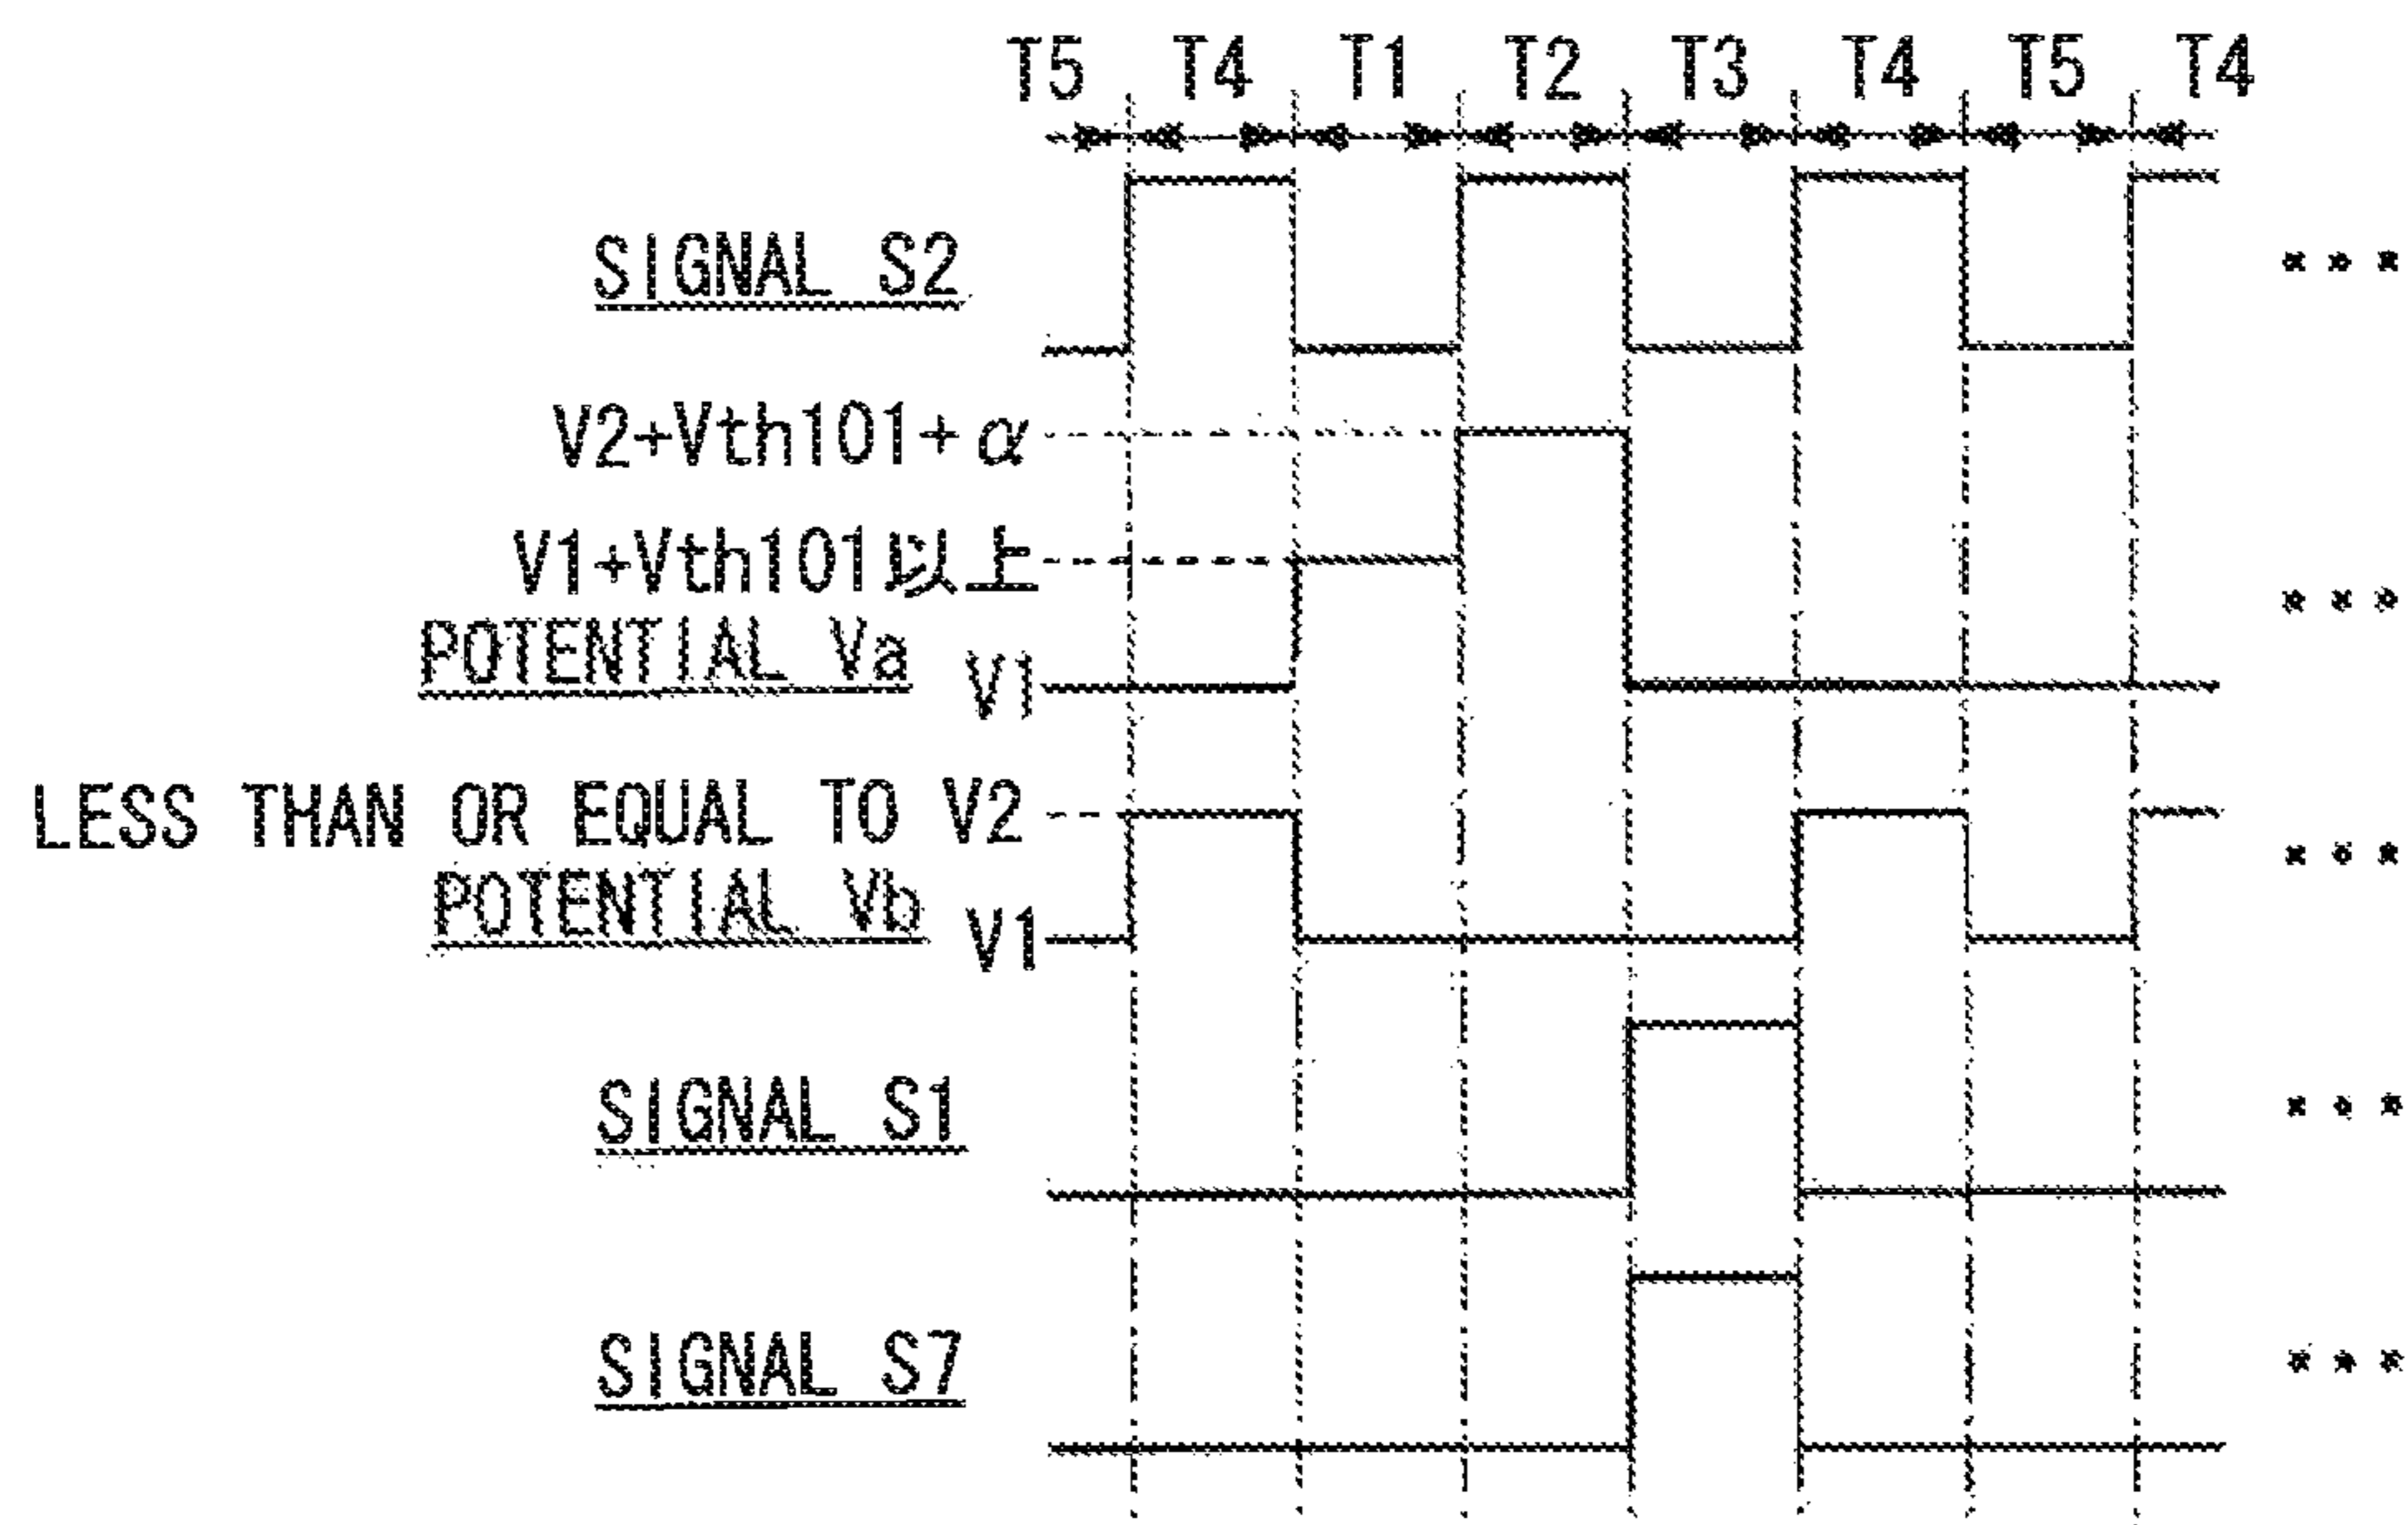 T5 T4 T1 T2 T3 T4 T5 T4
SIGNAL S2
V2+Vth101+α
V1+Vth101以上
POTENTIAL Va
V1
LESS THAN OR EQUAL TO V2
POTENTIAL Vb
V1
SIGNAL S1
SIGNAL S7